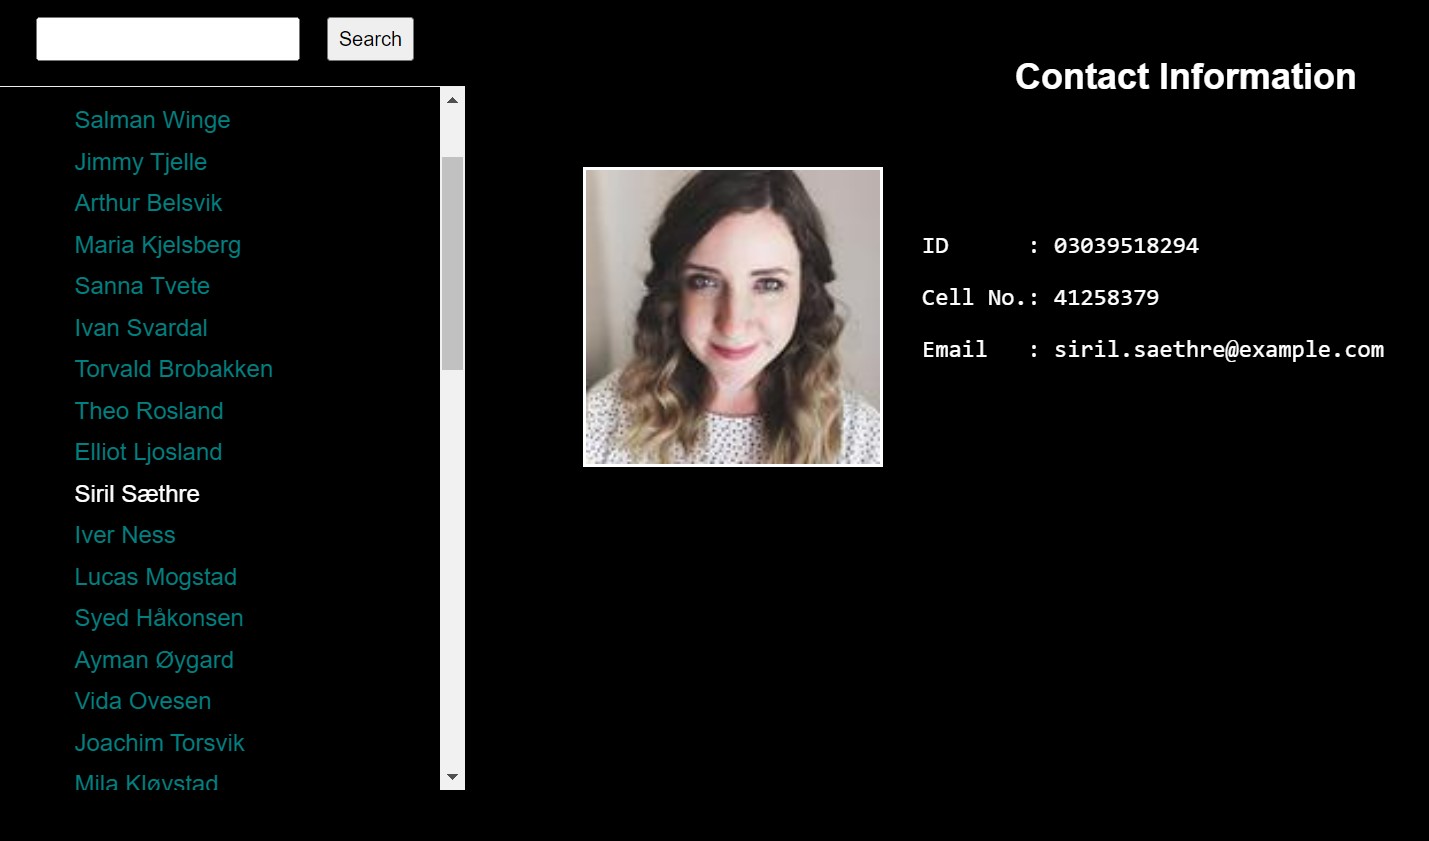 Search
Contact Information
Salman Winge
Jimmy Tjelle
Arthur Belsvik
Maria Kjelsberg
Sanna Tvete
Ivan Svardal
Torvald Brobakken
Theo Rosland
Elliot Ljosland
Siril Sæthre
Iver Ness
Lucas Mogstad
Syed Håkonsen
Ayman Øygard
Vida Ovesen
Joachim Torsvik
Mila Kløvstad
ID      : 03039518294
Cell No.: 41258379
Email   : siril.saethre@example.com